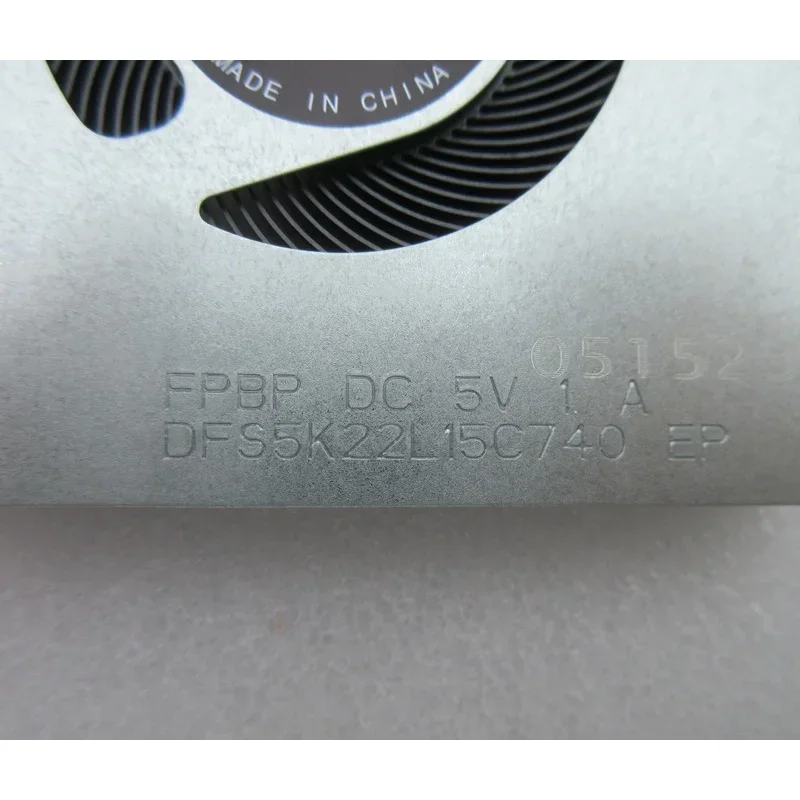 MADE IN CHINA
05152
FPBP DC 5V 1 A
DFS5K22L15C740 EP